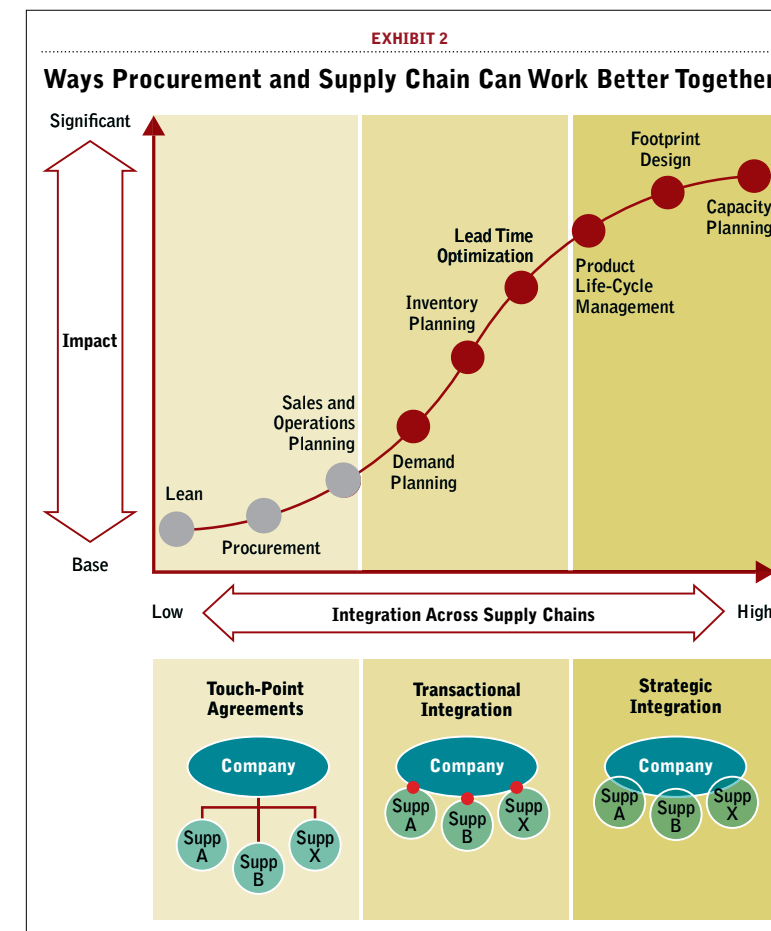 EXHIBIT 2
Ways Procurement and Supply Chain Can Work Better Together
Significant
Impact
Base
Footprint
Design
Capacity
Planning
Lead Time
Optimization
Product
Life-Cycle
Management
Inventory
Planning
Sales and
Operations
Planning
Demand
Planning
Lean
Procurement
Low
Integration Across Supply Chains
High
Touch-Point
Agreements
Company
Supp
A
Supp
B
Supp
X
Transactional
Integration
Company
Supp
A
Supp
B
Supp
X
Strategic
Integration
Company
Supp
A
Supp
B
Supp
X